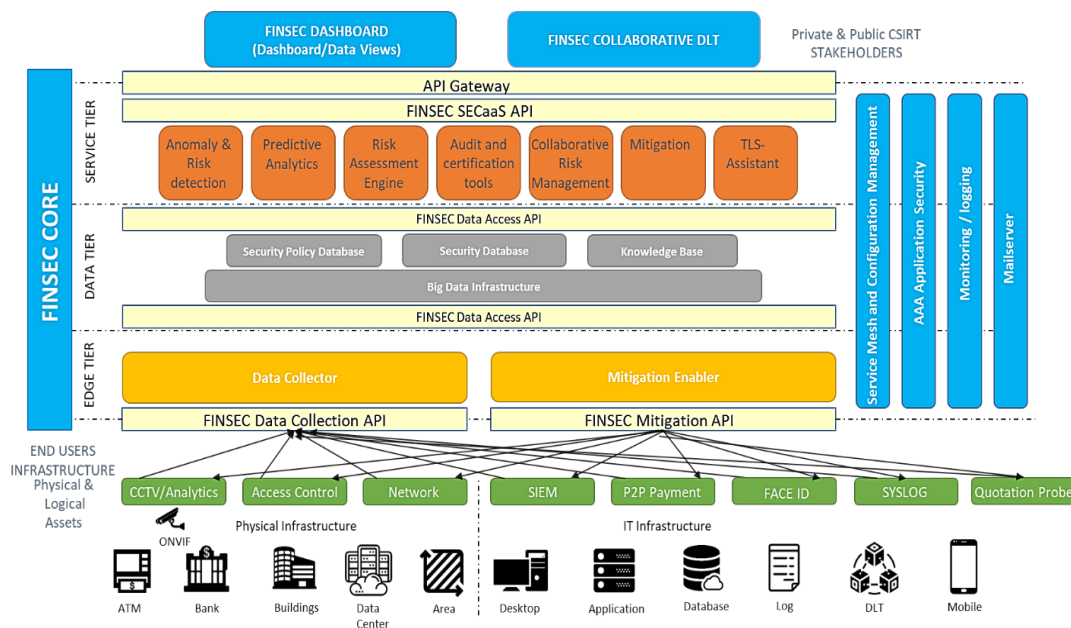 FINSEC DASHBOARD
(Dashboard/Data Views)
FINSEC COLLABORATIVE DLT
Private & Public CSIRT
STAKEHOLDERS
FINSEC CORE
SERVICE TIER
API Gateway
FINSEC SECaaS API
Anomaly &
Risk
detection
Predictive
Analytics
Risk
Assessment
Engine
Audit and
certification
tools
Collaborative
Risk
Management
Mitigation
TLS-
Assistant
DATA TIER
FINSEC Data Access API
Security Policy Database
Security Database
Knowledge Base
Big Data Infrastructure
FINSEC Data Access API
EDGE TIER
Data Collector
Mitigation Enabler
FINSEC Data Collection API
FINSEC Mitigation API
Service Mesh and Configuration Management
AAA Application Security
Monitoring / logging
Mailserver
END USERS
INFRASTRUCTURE
Physical &
Logical
Assets
CCTV/Analytics
Access Control
Network
SIEM
P2P Payment
FACE ID
SYSLOG
Quotation Probe
ONVIF
Physical Infrastructure
IT Infrastructure
ATM
Bank
Buildings
Data
Center
Area
Desktop
Application
Database
Log
DLT
Mobile